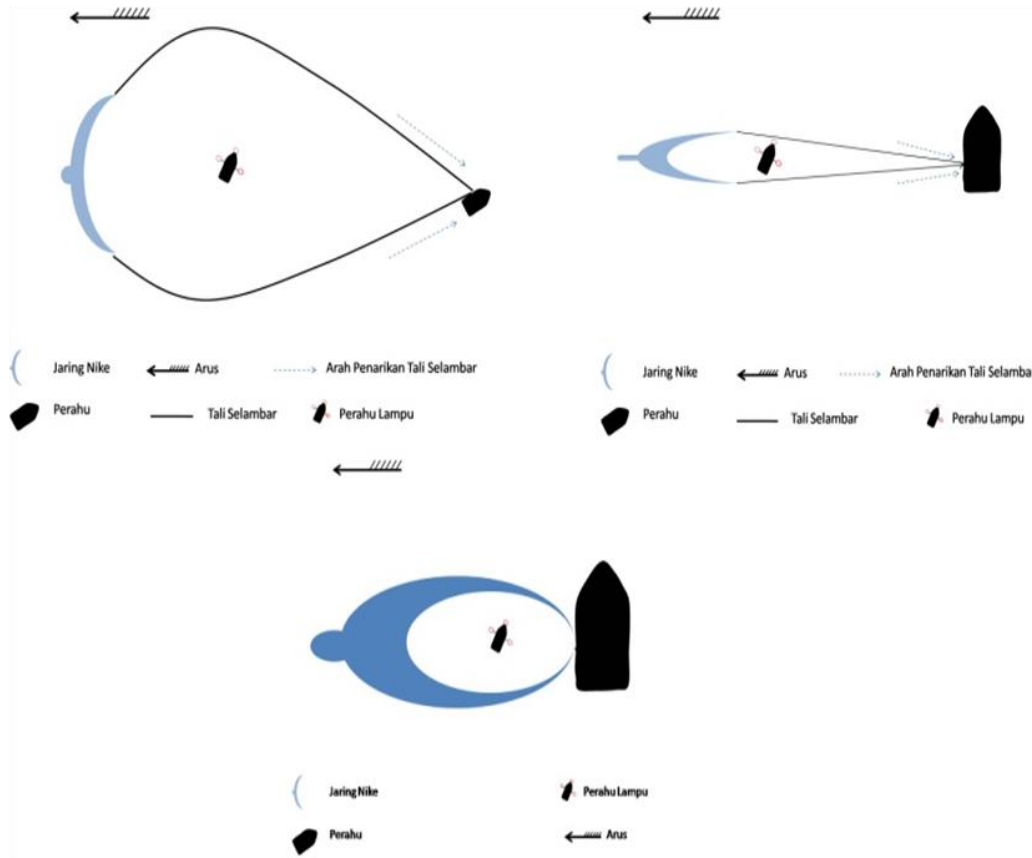 Jaring Nike Arus Arah Penarikan Tali Selambar
Perahu Tali Selambar Perahu Lampu
Jaring Nike Arus Arah Penarikan Tali Selamba
Perahu Tali Selambar Perahu Lampu
Jaring Nike Perahu Lampu
Perahu Arus